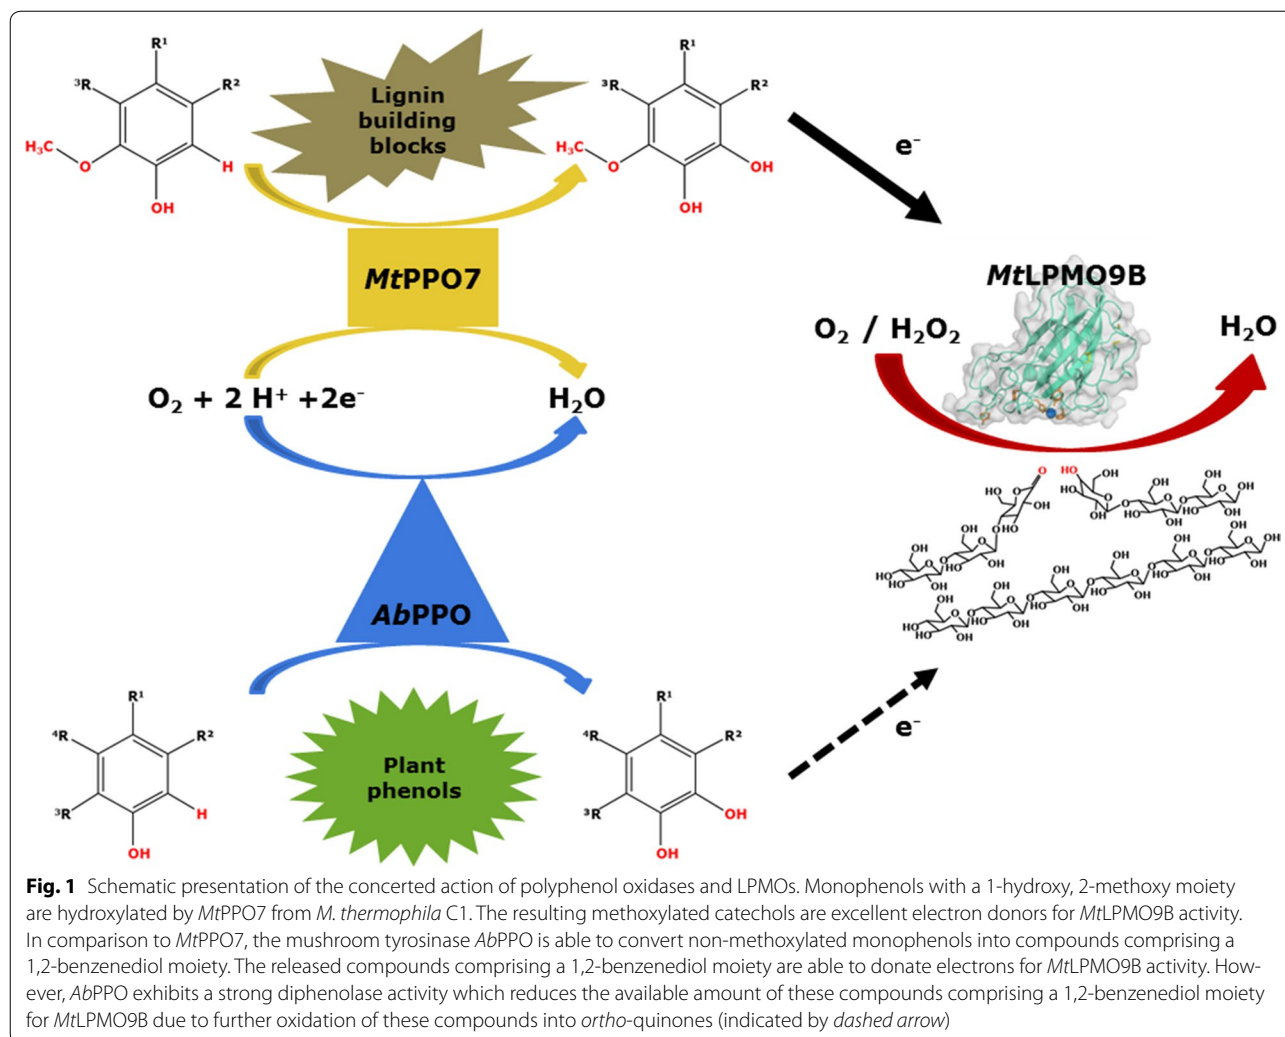 R¹
³R
R²
H₃C
O
H
OH
Lignin
building
blocks
R¹
³R
R²
H₃C
O
OH
OH
e⁻
MtPPO7
MtLPMO9B
O₂ / H₂O₂
H₂O
O₂ + 2 H⁺ +2e⁻
H₂O
AbPPO
R¹
⁴R
R²
³R
H
OH
Plant
phenols
R¹
⁴R
R²
³R
OH
OH
e⁻
Fig. 1 Schematic presentation of the concerted action of polyphenol oxidases and LPMOs. Monophenols with a 1-hydroxy, 2-methoxy moiety
are hydroxylated by MtPPO7 from M. thermophila C1. The resulting methoxylated catechols are excellent electron donors for MtLPMO9B activity.
In comparison to MtPPO7, the mushroom tyrosinase AbPPO is able to convert non-methoxylated monophenols into compounds comprising a
1,2-benzenediol moiety. The released compounds comprising a 1,2-benzenediol moiety are able to donate electrons for MtLPMO9B activity. How-
ever, AbPPO exhibits a strong diphenolase activity which reduces the available amount of these compounds comprising a 1,2-benzenediol moiety
for MtLPMO9B due to further oxidation of these compounds into ortho-quinones (indicated by dashed arrow)